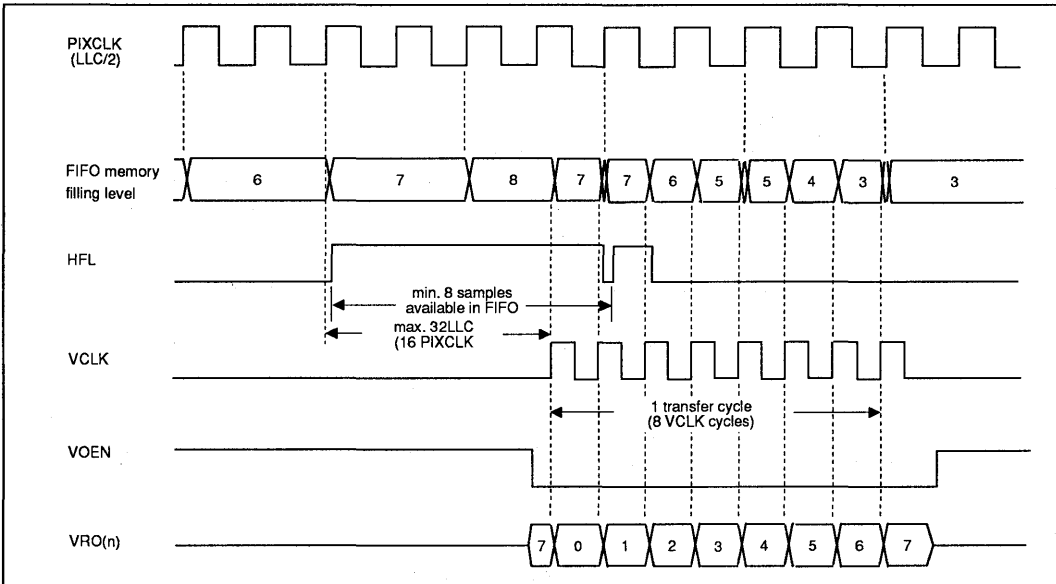 PIXCLK
(LLC/2)
FIFO memory
filling level
6 7 8 7 7 6 5 5 4 3 3
HFL
min. 8 samples
available in FIFO
max. 32LLC
(16 PIXCLK
VCLK
1 transfer cycle
(8 VCLK cycles)
VOEN
VRO(n)
7 0 1 2 3 4 5 6 7